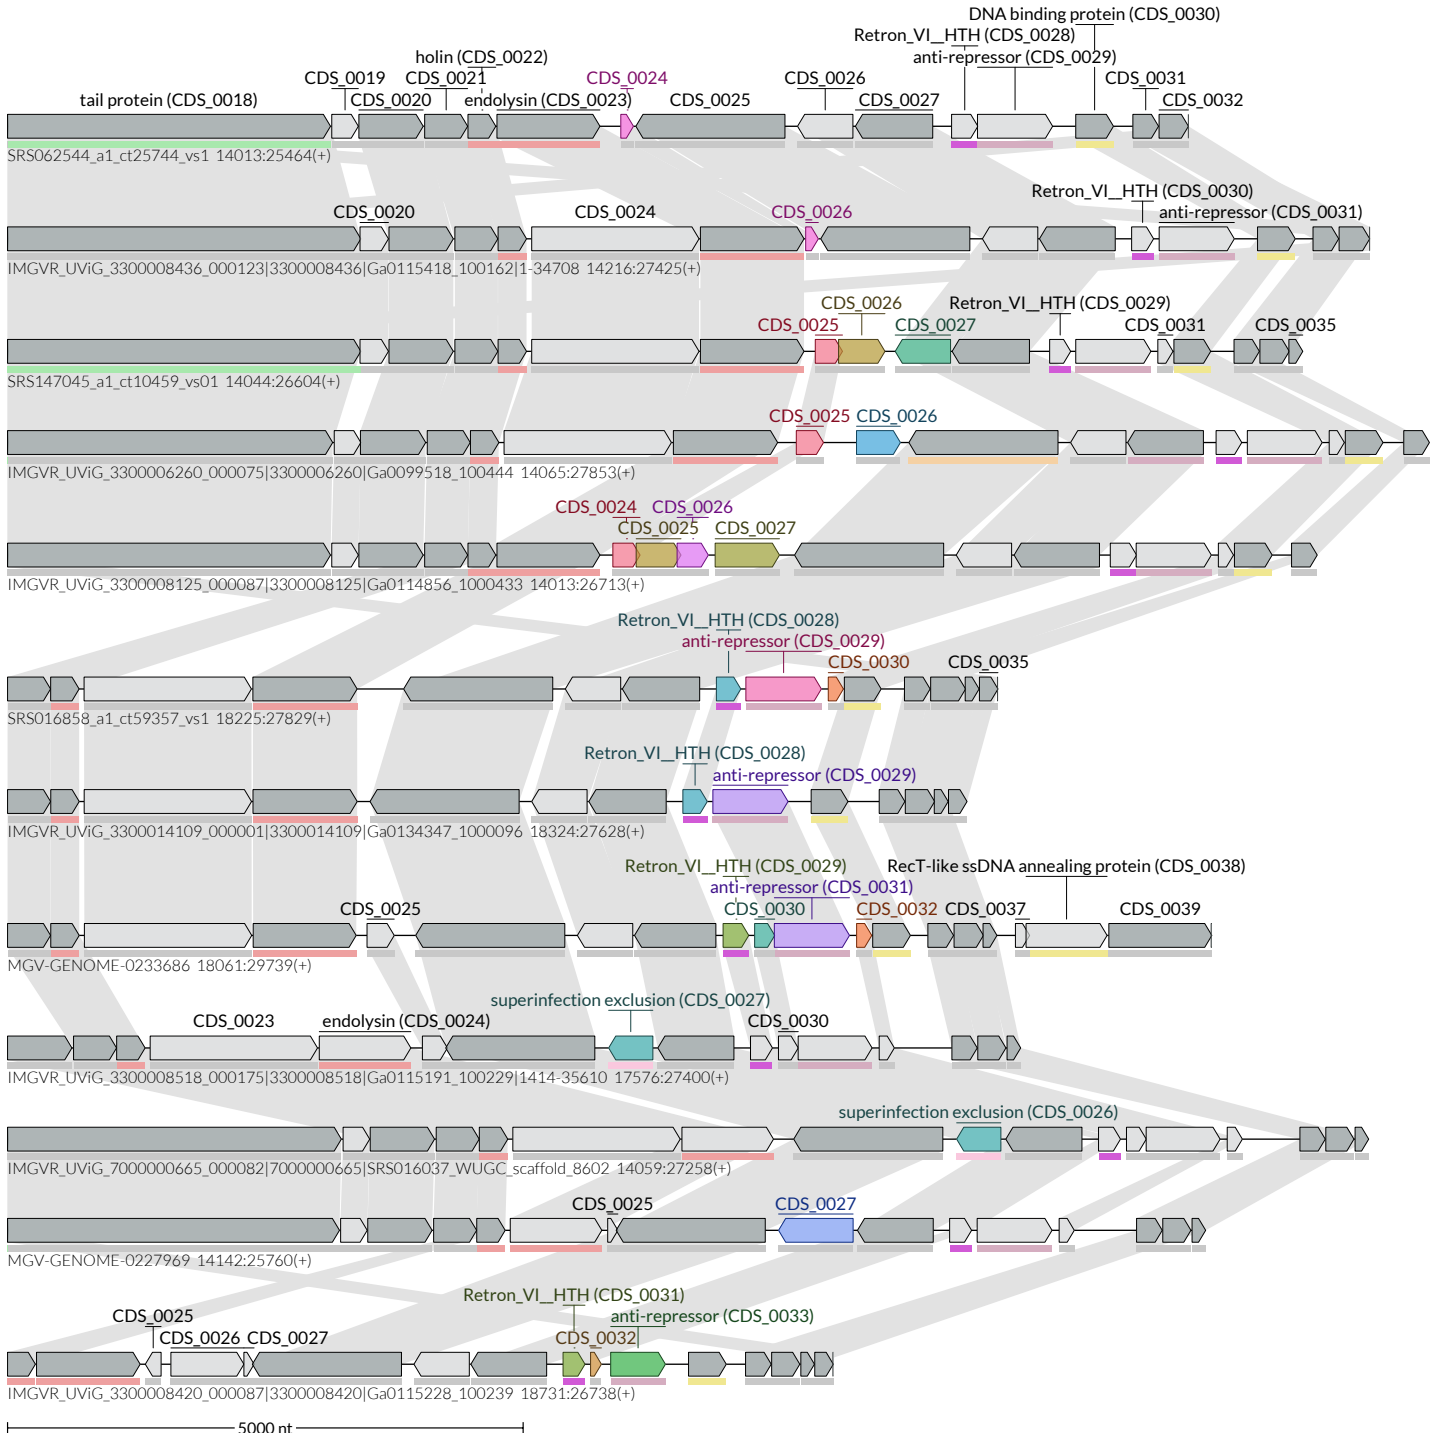 DNA binding protein (CDS_0030)
Retron_VI__HTH (CDS_0028)
holin (CDS_0022) anti-repressor (CDS_0029)
CDS_0019 CDS_0021 CDS_0024 CDS_0026 CDS_0031
tail protein (CDS_0018) CDS_0020 endolysin (CDS_0023) CDS_0025 CDS_0027 CDS_0032
SRS062544_a1_ct25744_vs1 14013:25464(+)
Retron_VI__HTH (CDS_0030)
CDS_0020 CDS_0024 CDS_0026 anti-repressor (CDS_0031)
IMGVR_UViG_3300008436_000123|3300008436|Ga0115418_100162|1-34708 14216:27425(+)
CDS_0026 Retron_VI__HTH (CDS_0029)
CDS_0025 CDS_0027 CDS_0031 CDS_0035
SRS147045_a1_ct10459_vs01 14044:26604(+)
CDS_0025 CDS_0026
IMGVR_UViG_3300006260_000075|3300006260|Ga0099518_100444 14065:27853(+)
CDS_0024 CDS_0026
CDS_0025 CDS_0027
IMGVR_UViG_3300008125_000087|3300008125|Ga0114856_1000433 14013:26713(+)
Retron_VI__HTH (CDS_0028)
anti-repressor (CDS_0029)
CDS_0030 CDS_0035
SRS016858_a1_ct59357_vs1 18225:27829(+)
Retron_VI__HTH (CDS_0028)
anti-repressor (CDS_0029)
IMGVR_UViG_3300014109_000001|3300014109|Ga0134347_1000096 18324:27628(+)
Retron_VI__HTH (CDS_0029) RecT-like ssDNA annealing protein (CDS_0038)
anti-repressor (CDS_0031)
CDS_0025 CDS_0030 CDS_0032 CDS_0037 CDS_0039
MGV-GENOME-0233686 18061:29739(+)
superinfection exclusion (CDS_0027)
CDS_0023 endolysin (CDS_0024) CDS_0030
IMGVR_UViG_3300008518_000175|3300008518|Ga0115191_100229|1414-35610 17576:27400(+)
superinfection exclusion (CDS_0026)
IMGVR_UViG_7000000665_000082|7000000665|SRS016037_WUGC_scaffold_8602 14059:27258(+)
CDS_0025 CDS_0027
MGV-GENOME-0227969 14142:25760(+)
Retron_VI__HTH (CDS_0031)
CDS_0025 anti-repressor (CDS_0033)
CDS_0026 CDS_0027 CDS_0032
IMGVR_UViG_3300008420_000087|3300008420|Ga0115228_100239 18731:26738(+)
5000 nt